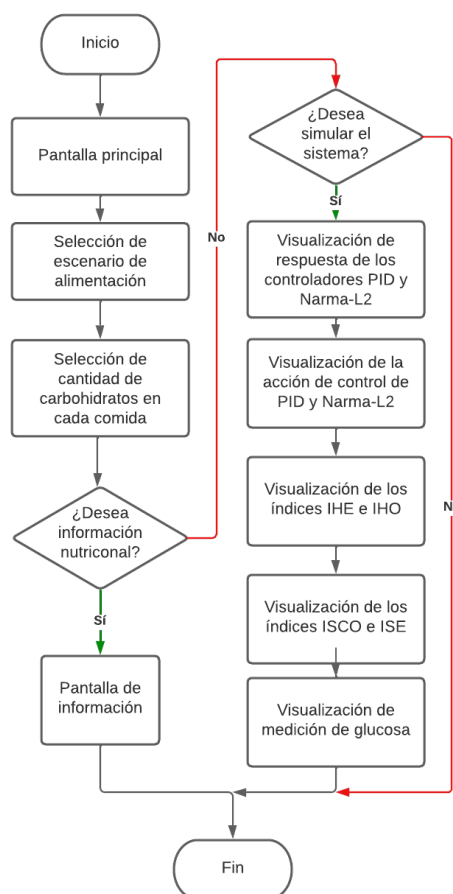 Inicio
Pantalla principal
Selección de
escenario de
alimentación
Selección de
cantidad de
carbohidratos en
cada comida
¿Desea
información
nutriconal?
No
Sí
Pantalla de
información
¿Desea
simular el
sistema?
Sí
N
Visualización de
respuesta de los
controladores PID y
Narma-L2
Visualización de la
acción de control de
PID y Narma-L2
Visualización de los
índices IHE e IHO
Visualización de los
índices ISCO e ISE
Visualización de
medición de glucosa
Fin